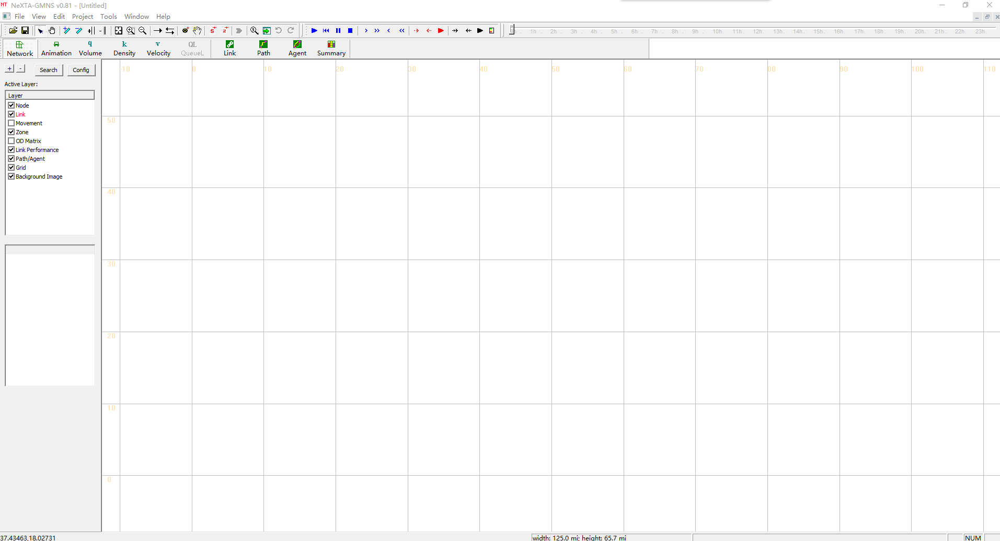 NT NeXTA-GMNS v0.81 - [Untitled]
File View Edit Project Tools Window Help
1h. 2h. 3h. 4h. 5h. 6h. 7h. 8h. 9h. 10h. 11h. 12h. 13h. 14h. 15h. 16h. 17h. 18h. 19h. 20h. 21h. 22h. 23h.
q k v QL
Network Animation Volume Density Velocity QueueL Link Path Agent Summary
+ - Search Config
Active Layer:
Layer
Node
Link
Movement
Zone
OD Matrix
Link Performance
Path/Agent
Grid
Background Image
-10 0 10 20 30 40 50 60 70 80 90 100 110
50
40
30
20
10
0
37.43463,18.02731 width: 125.0 mi; height: 65.7 mi NUM